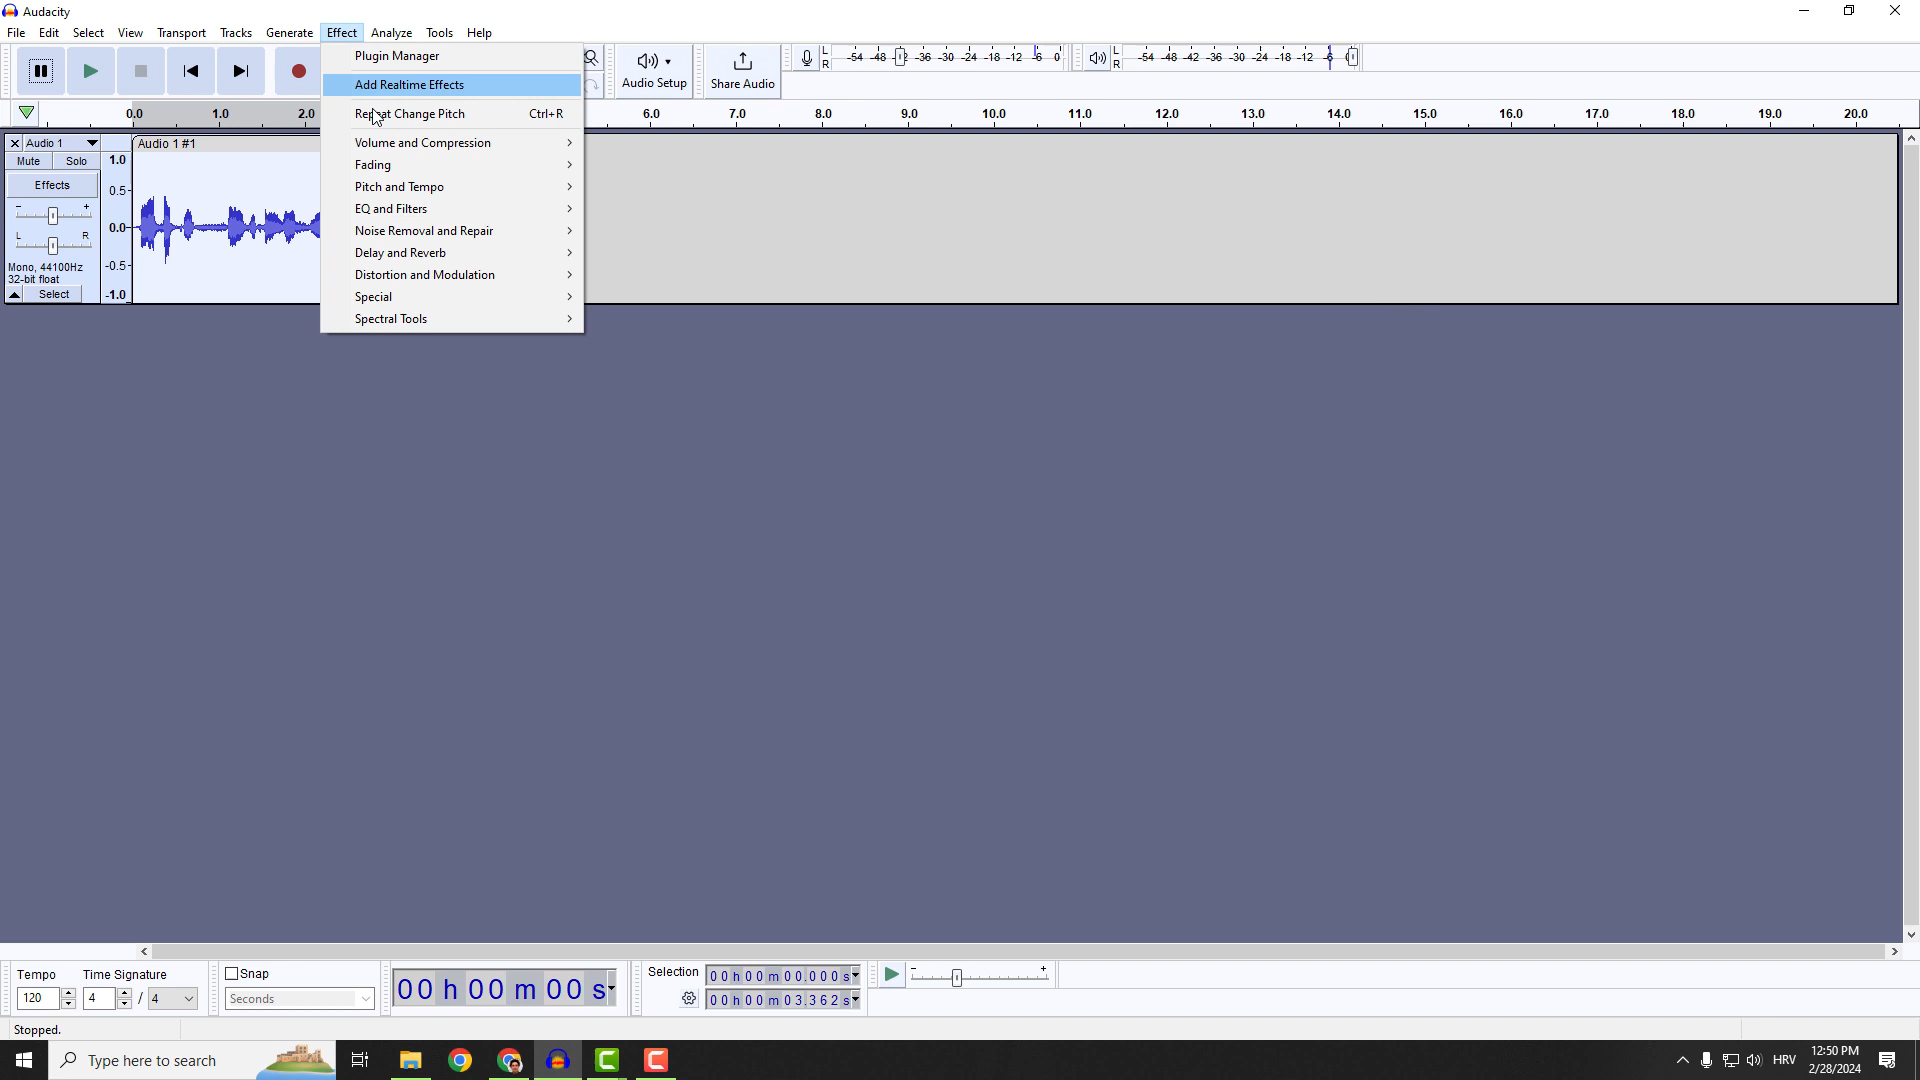 Audacity
File Edit Select View Transport Tracks Generate Effect Analyze Tools Help
Plugin Manager
Add Realtime Effects
Repeat Change Pitch Ctrl+R
Volume and Compression
Fading
Pitch and Tempo
EQ and Filters
Noise Removal and Repair
Delay and Reverb
Distortion and Modulation
Special
Spectral Tools
Audio Setup
Share Audio
L
R
-54 -48 -36 -30 -24 -18 -12 -6 0
L
R
-54 -48 -42 -36 -30 -24 -18 -12 -6
0.0 1.0 2.0 6.0 7.0 8.0 9.0 10.0 11.0 12.0 13.0 14.0 15.0 16.0 17.0 18.0 19.0 20.0
Audio 1
Audio 1 #1
Mute Solo
Effects
- +
L R
Mono, 44100Hz
32-bit float
Select
1.0
0.5-
0.0-
-0.5-
-1.0
Tempo
120
Time Signature
4 / 4
Snap
Seconds
00 h 00 m 00 s
Selection
00 h 00 m 00.000 s
00 h 00 m 03.362 s
- +
Stopped.
Type here to search
HRV
12:50 PM
2/28/2024